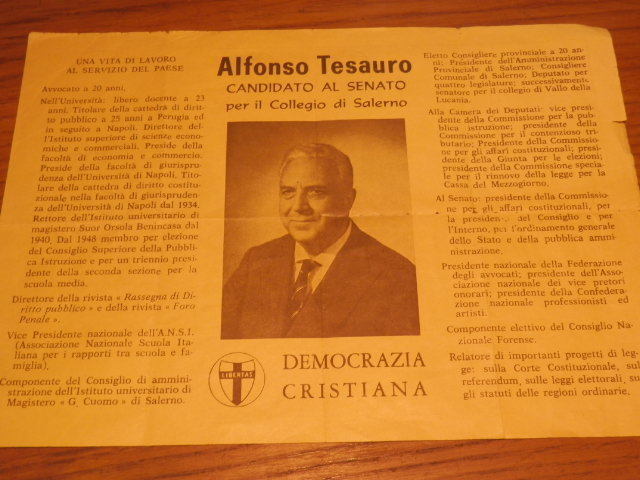 UNA VITA DI LAVORO
AL SERVIZIO DEL PAESE
Avvocato a 20 anni,
Nell'Università: libero docente a 23
anni. Titolare della cattedra di dirit-
to pubblico a 25 anni a Perugia ed
in seguito a Napoli. Direttore del-
l'Istituto superiore di scienze econo-
miche e commerciali. Preside della
facoltà di economia e commercio.
Preside della facoltà di giurispru-
denza dell'Università di Napoli. Tito-
lare della cattedra di diritto costitu-
zionale nella facoltà di giurispruden-
za dell'Università di Napoli dal 1934.
Rettore dell'Istituto universitario di
magistero Suor Orsola Benincasa dal
1940. Dal 1948 membro per elezione
del Consiglio Superiore della Pubbli-
ca Istruzione e per un triennio presi-
dente della seconda sezione per la
scuola media.
Direttore della rivista « Rassegna di Di-
ritto pubblico » e della rivista « Foro
Penale ».
Vice Presidente nazionale dell'A.N.S.I.
(Associazione Nazionale Scuola Ita-
liana per i rapporti tra scuola e fa-
miglia),
Componente del Consiglio di ammini-
strazione dell'Istituto universitario di
Magistero « G. Cuomo » di Salerno.
Alfonso Tesauro
CANDIDATO AL SENATO
per il Collegio di Salerno
LIBERTAS
DEMOCRAZIA
CRISTIANA
Eletto Consigliere provinciale a 20 an-
ni: Presidente dell'Amministrazione
Provinciale di Salerno; Consigliere
Comunale di Salerno; Deputato per
quattro legislature; successivamente
senatore per il collegio di Vallo della
Lucania.
Alla Camera dei Deputati: vice presi-
dente della Commissione per la pub-
blica istruzione; presidente della
Commissione per il contenzioso tri-
butario; Presidente della Commissio-
ne per gli affari costituzionali; presi-
dente della Giunta per le elezioni;
presidente della Commissione specia-
le per il rinnovo della legge per la
Cassa del Mezzogiorno.
Al Senato: presidente della Commissio-
ne per gli affari costituzionali, per
la presidenza del Consiglio e per
l'Interno, per l'ordinamento generale
dello Stato e della pubblica ammi-
nistrazione.
Presidente nazionale della Federazione
degli avvocati; presidente dell'Asso-
ciazione nazionale dei vice pretori
onorari; presidente della Confedera-
zione nazionale professionisti ed
artisti.
Componente elettivo del Consiglio Na-
zionale Forense.
Relatore di importanti progetti di leg-
ge: sulla Corte Costituzionale, sul
referendum, sulle leggi elettorali, su
gli statuti delle regioni ordinarie.